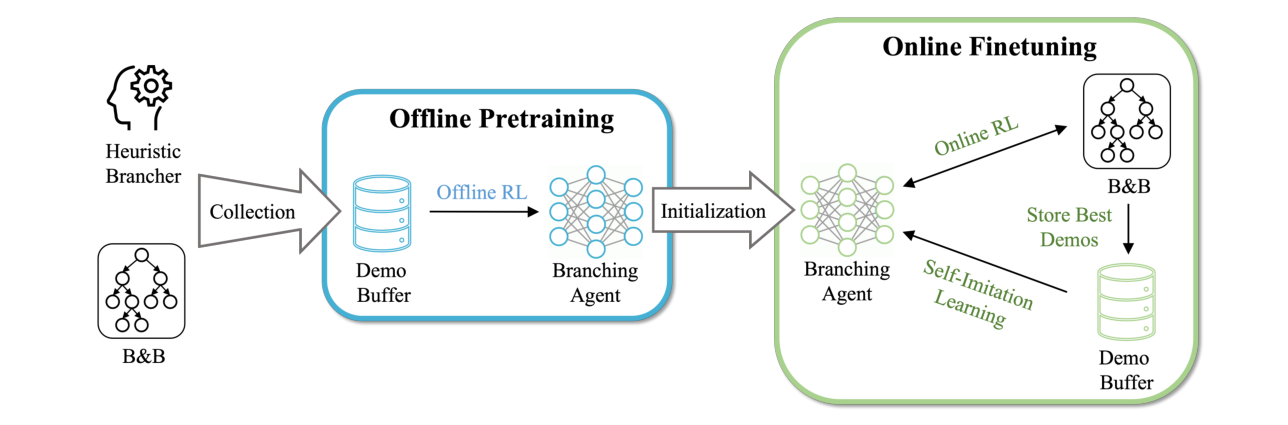 Heuristic
Brancher
B&B
Collection
Offline Pretraining
Demo
Buffer
Offline RL
Branching
Agent
Initialization
Online Finetuning
Branching
Agent
Online RL
B&B
Store Best
Demos
Self-Imitation
Learning
Demo
Buffer